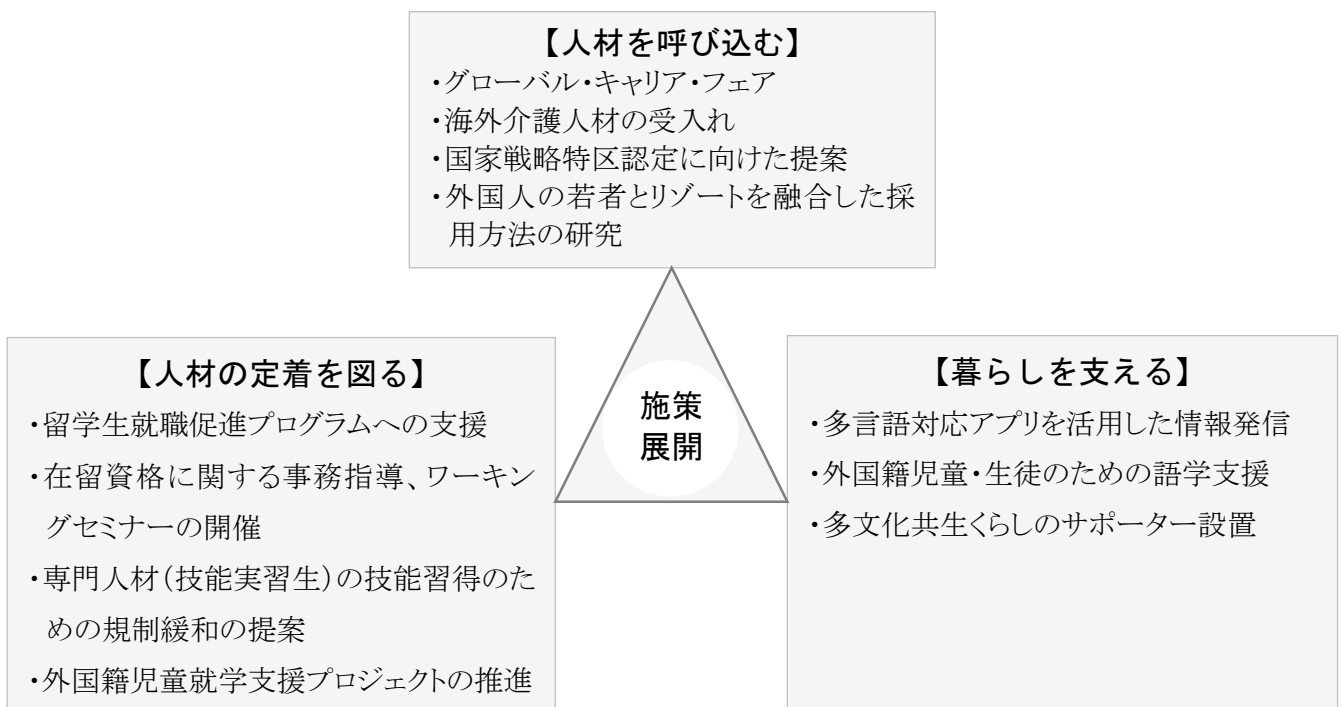 【人材を呼び込む】
・グローバル・キャリア・フェア
・海外介護人材の受入れ
・国家戦略特区認定に向けた提案
・外国人の若者とリゾートを融合した採
用方法の研究
【人材の定着を図る】
・留学生就職促進プログラムへの支援
・在留資格に関する事務指導、ワーキン
グセミナーの開催
・専門人材(技能実習生)の技能習得のた
めの規制緩和の提案
・外国籍児童就学支援プロジェクトの推進
施策
展開
【暮らしを支える】
・多言語対応アプリを活用した情報発信
・外国籍児童・生徒のための語学支援
・多文化共生くらしのサポーター設置